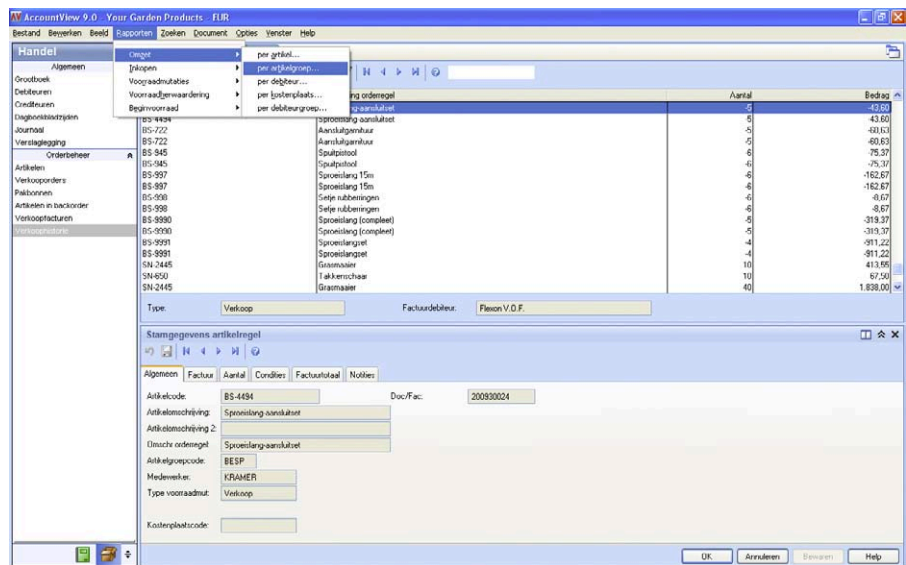 AccountView 9.0 - Your Garden Products - EUR
Bestand Bewerken Beeld Rapporten Zoeken Document Opties Venster Help
Handel
Omzet
Inkopen
Voorraadmutaties
Voorraadherwaardering
Beginvoorraad
per artikel...
per artikelgroep...
per debiteur...
per kostenplaats...
per debiteurgroep...
Algemeen
Grootboek
Debiteuren
Crediteuren
Dagboekbladzijden
Journaal
Verslaglegging
Orderbeheer
Artikelen
Verkooporders
Pakbonnen
Artikelen in backorder
Verkoopfacturen
Verkoophistorie
orderregel Aantal Bedrag
-aansluitset -5 -43,60
BS-4494 Sproeislang-aansluitset -5 -43,60
BS-722 Aansluitgarnituur -5 -60,63
BS-722 Aansluitgarnituur -5 -60,63
BS-945 Spuitpistool -6 -75,37
BS-945 Spuitpistool -6 -75,37
BS-997 Sproeislang 15m -6 -162,67
BS-997 Sproeislang 15m -6 -162,67
BS-998 Setje rubberringen -6 -8,67
BS-998 Setje rubberringen -6 -8,67
BS-9990 Sproeislang (compleet) -5 -319,37
BS-9990 Sproeislang (compleet) -5 -319,37
BS-9991 Sproeislangset -4 -911,22
BS-9991 Sproeislangset -4 -911,22
SN-2445 Grasmaaier 10 413,55
SN-650 Takkenschaar 10 67,50
SN-2445 Grasmaaier 40 1.838,00
Type: Verkoop Factuurdebiteur: Flexon V.O.F.
Stamgegevens artikelregel
Algemeen Factuur Aantal Condities Factuurtotaal Notities
Artikelcode: BS-4494 Doc/Fac: 200930024
Artikelomschrijving: Sproeislang-aansluitset
Artikelomschrijving 2:
Omschr orderregel: Sproeislang-aansluitset
Artikelgroepcode: BESP
Medewerker: KRAMER
Type voorraadmut: Verkoop
Kostenplaatscode:
OK Annuleren Bewaren Help